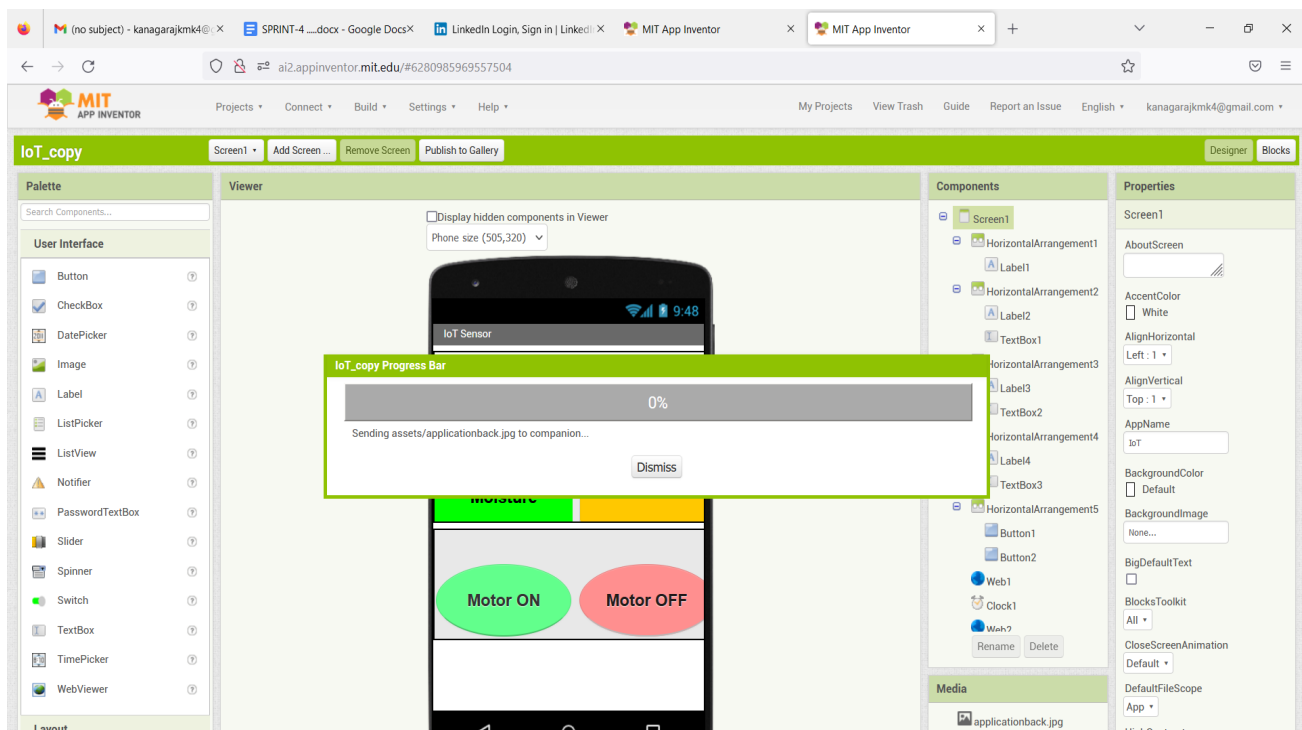 (no subject) - kanagarajkmk4@g
SPRINT-4 .....docx - Google Docs
LinkedIn Login, Sign in | LinkedI
MIT App Inventor
MIT App Inventor
ai2.appinventor.mit.edu/#6280985969557504
MIT
APP INVENTOR
Projects
Connect
Build
Settings
Help
My Projects
View Trash
Guide
Report an Issue
English
kanagarajkmk4@gmail.com
IoT_copy
Screen1
Add Screen ...
Remove Screen
Publish to Gallery
Designer
Blocks
Palette
Search Components...
User Interface
Button
CheckBox
DatePicker
Image
Label
ListPicker
ListView
Notifier
PasswordTextBox
Slider
Spinner
Switch
TextBox
TimePicker
WebViewer
Layout
Viewer
Display hidden components in Viewer
Phone size (505,320)
9:48
IoT Sensor
IoT_copy Progress Bar
0%
Sending assets/applicationback.jpg to companion...
Dismiss
Moisture
Motor ON
Motor OFF
Components
Screen1
HorizontalArrangement1
Label1
HorizontalArrangement2
Label2
TextBox1
HorizontalArrangement3
Label3
TextBox2
HorizontalArrangement4
Label4
TextBox3
HorizontalArrangement5
Button1
Button2
Web1
Clock1
Web2
Rename
Delete
Media
applicationback.jpg
Properties
Screen1
AboutScreen
AccentColor
White
AlignHorizontal
Left : 1
AlignVertical
Top : 1
AppName
IoT
BackgroundColor
Default
BackgroundImage
None...
BigDefaultText
BlocksToolkit
All
CloseScreenAnimation
Default
DefaultFileScope
App